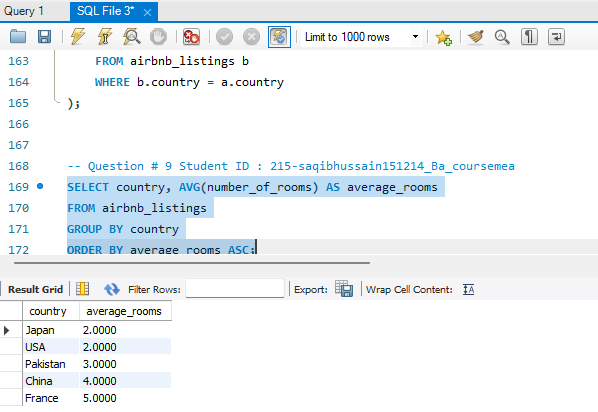 Query 1
SQL File 3*
Limit to 1000 rows
163 FROM airbnb_listings b
164 WHERE b.country = a.country
165 );
166
167
168 -- Question # 9 Student ID : 215-saqibhussain151214_Ba_coursemea
169 SELECT country, AVG(number_of_rooms) AS average_rooms
170 FROM airbnb_listings
171 GROUP BY country
172 ORDER BY average_rooms ASC;
Result Grid Filter Rows: Export: Wrap Cell Content:
country average_rooms
Japan 2.0000
USA 2.0000
Pakistan 3.0000
China 4.0000
France 5.0000